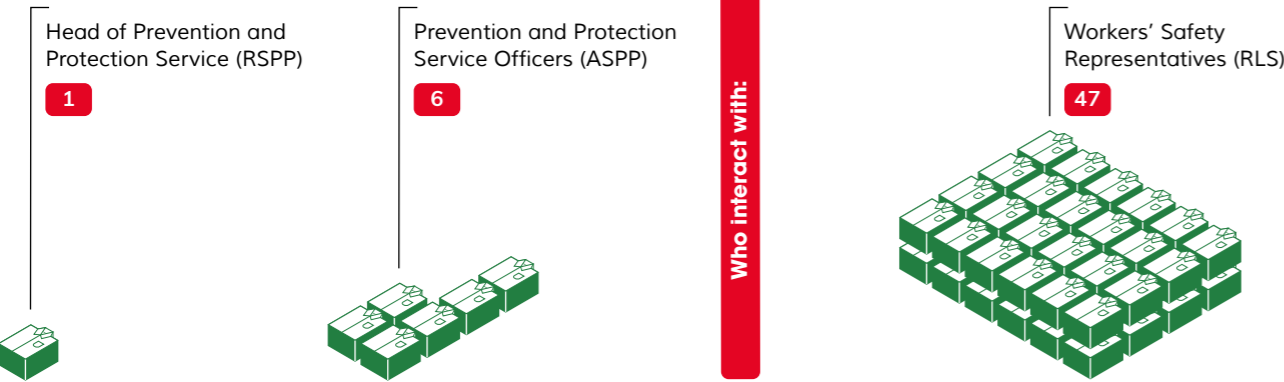 Head of Prevention and
Protection Service (RSPP)
1
Prevention and Protection
Service Officers (ASPP)
6
Who interact with:
Workers’ Safety
Representatives (RLS)
47